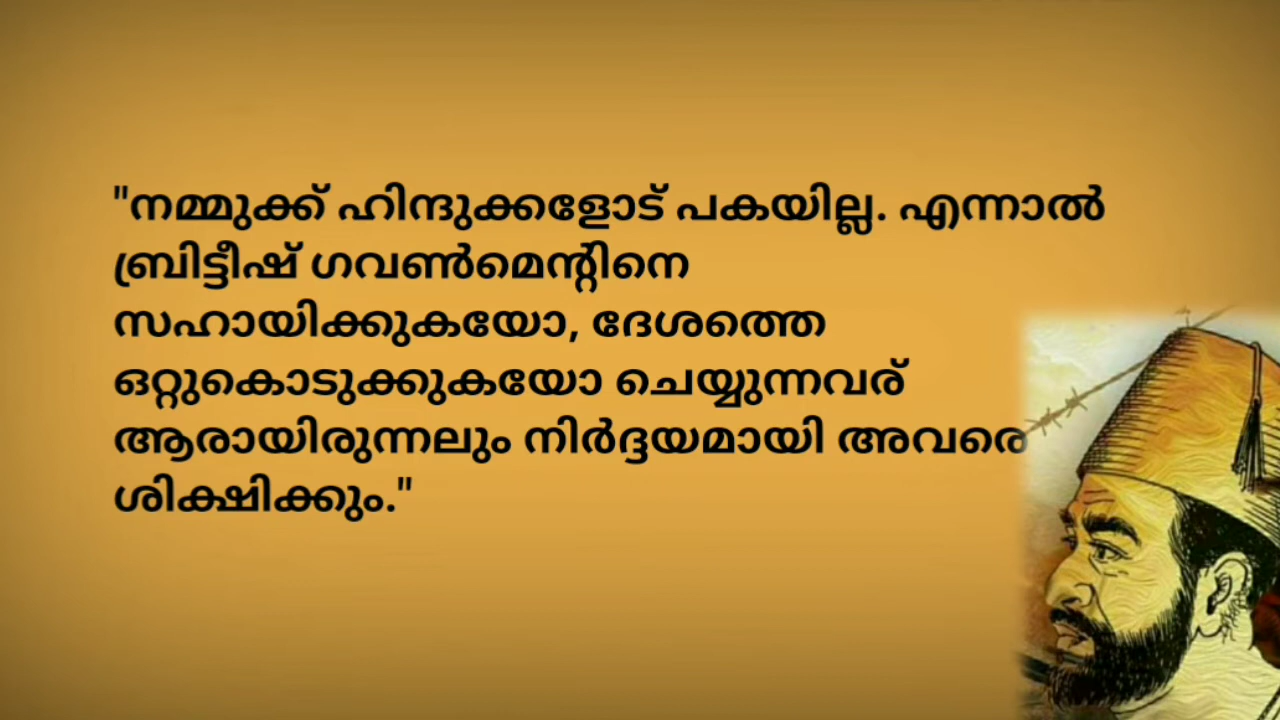 "നമ്മുക്ക് ഹിന്ദുക്കളോട് പകയില്ല. എന്നാൽ
ബ്രിട്ടീഷ് ഗവൺമെന്റിനെ
സഹായിക്കുകയോ, ദേശത്തെ
ഒറ്റുകൊടുക്കുകയോ ചെയ്യുന്നവര്
ആരായിരുന്നലും നിർദ്ദയമായി അവരെ
ശിക്ഷിക്കും."